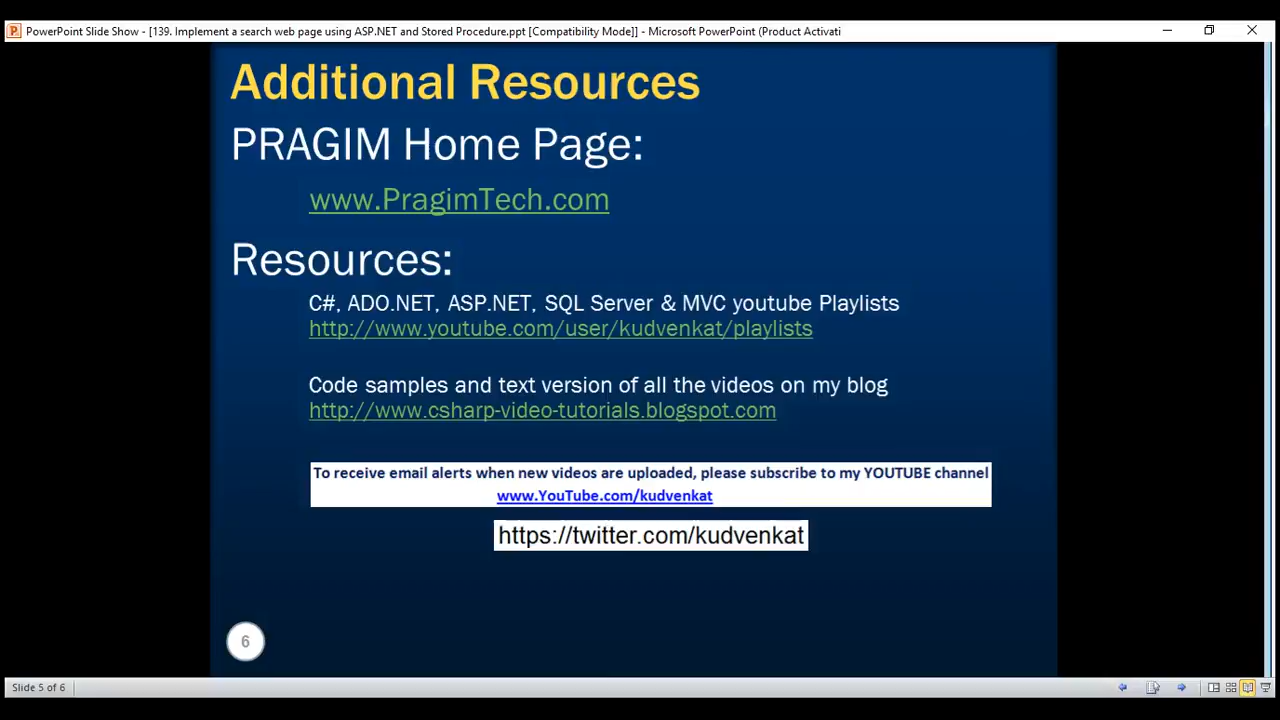 PowerPoint Slide Show - [139. Implement a search web page using ASP.NET and Stored Procedure.ppt [Compatibility Mode]] - Microsoft PowerPoint (Product Activati
Additional Resources
PRAGIM Home Page:
www.PragimTech.com
Resources:
C#, ADO.NET, ASP.NET, SQL Server & MVC youtube Playlists
http://www.youtube.com/user/kudvenkat/playlists
Code samples and text version of all the videos on my blog
http://www.csharp-video-tutorials.blogspot.com
To receive email alerts when new videos are uploaded, please subscribe to my YOUTUBE channel
www.YouTube.com/kudvenkat
https://twitter.com/kudvenkat
6
Slide 5 of 6